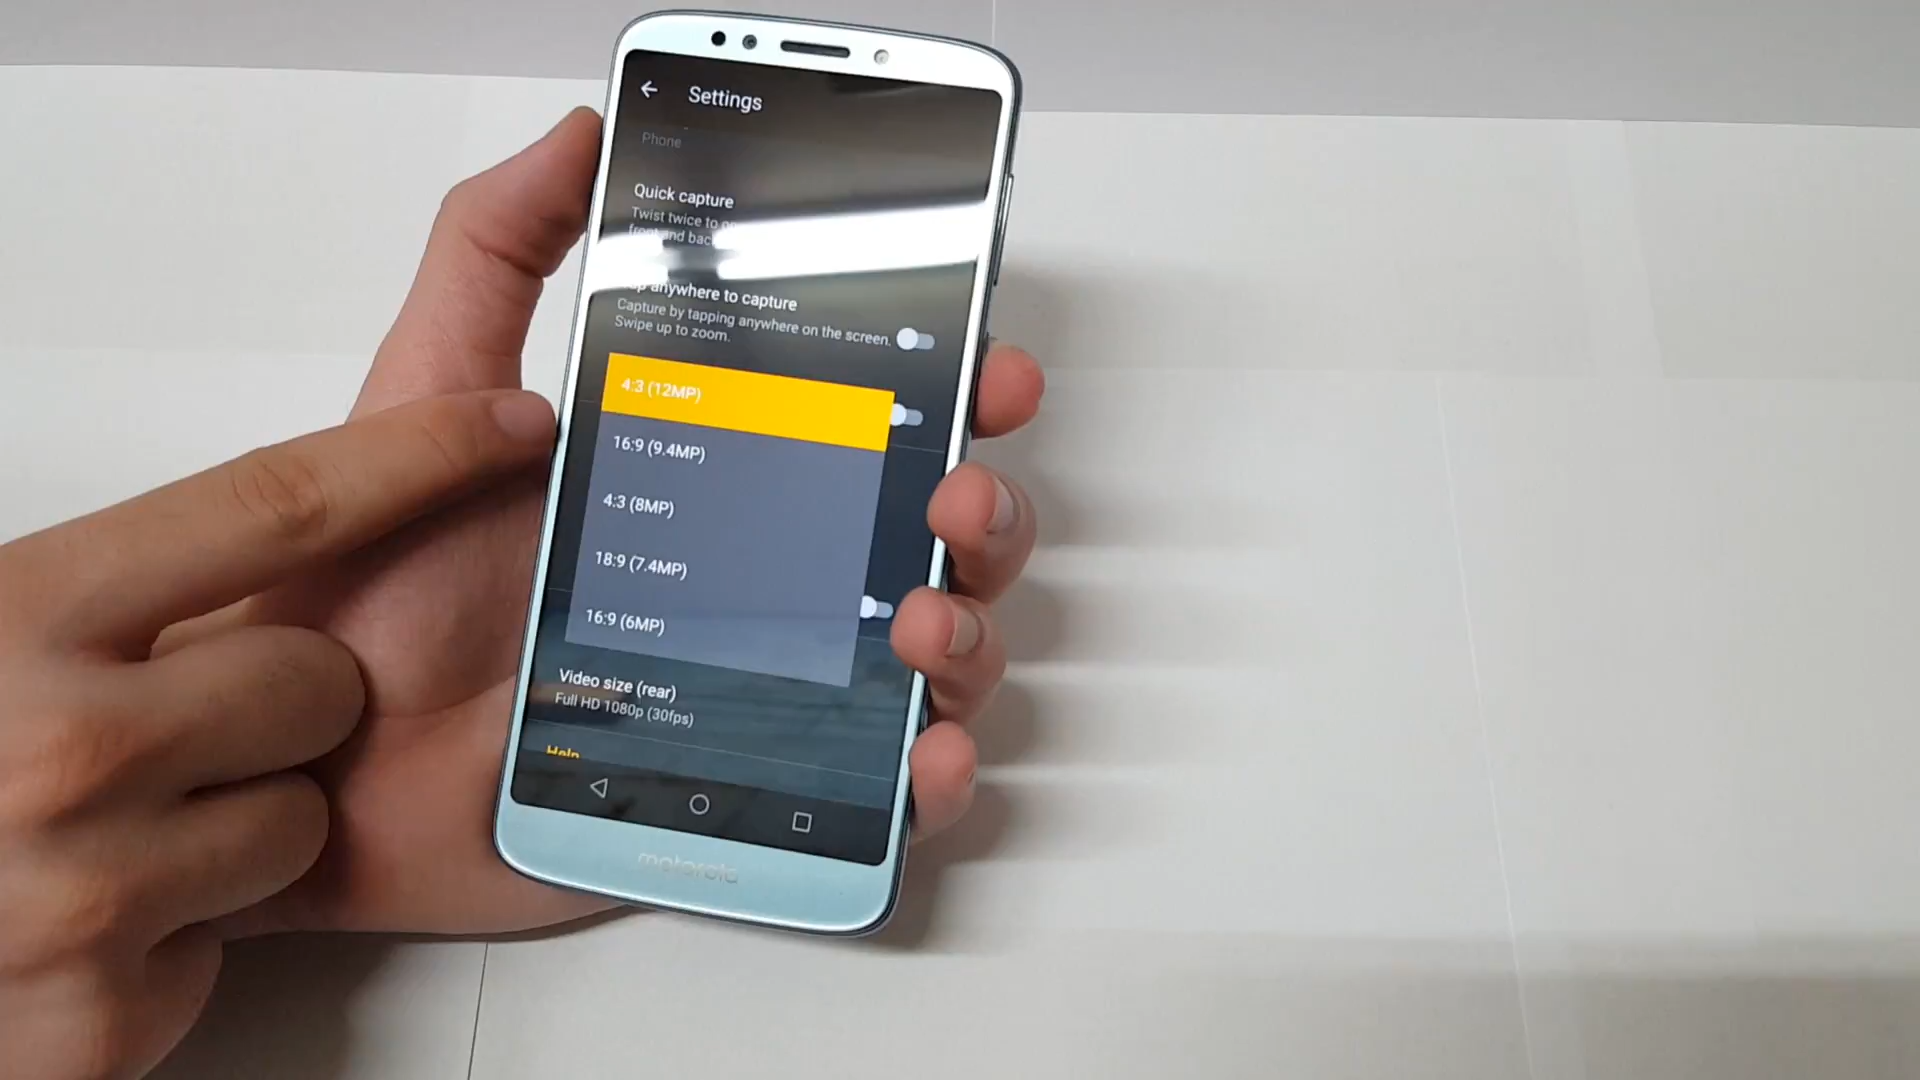 Settings
Phone
Quick capture
Twist twice to
front and back
anywhere to capture
Capture by tapping anywhere on the screen.
Swipe up to zoom.
4:3 (12MP)
16:9 (9.4MP)
4:3 (8MP)
18:9 (7.4MP)
16:9 (6MP)
Video size (rear)
Full HD 1080p (30fps)
Help
motorola